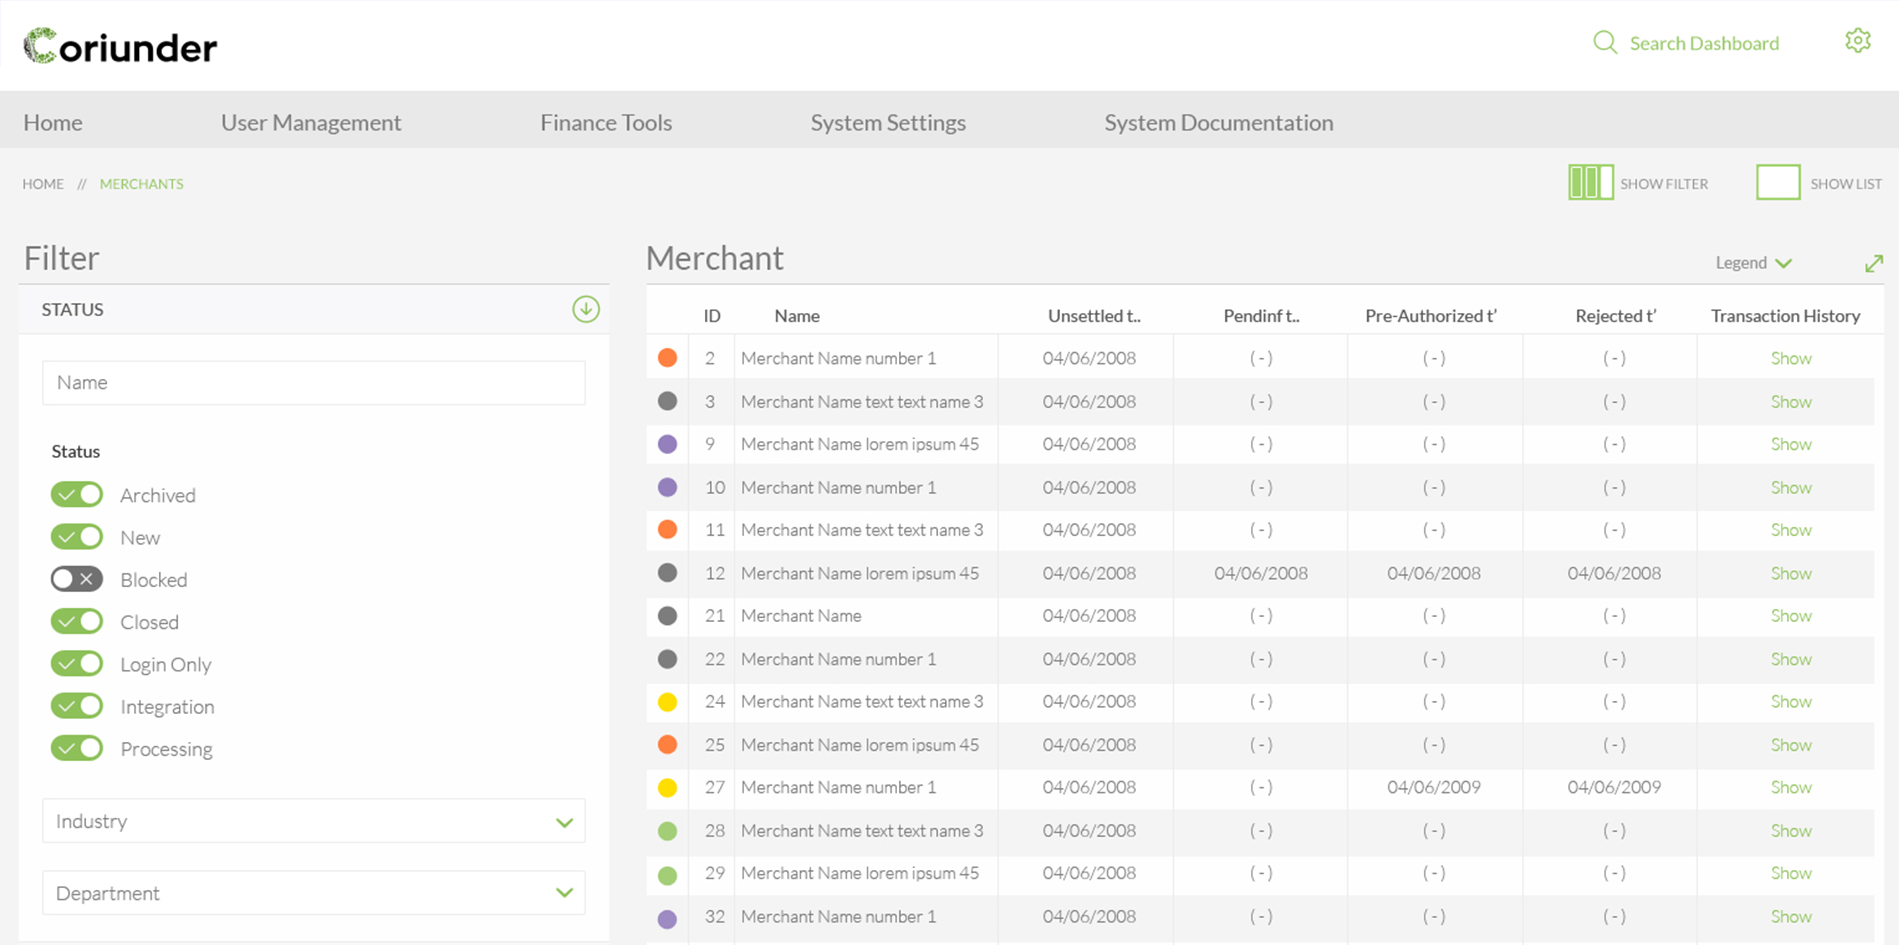 Coriunder
Search Dashboard
Home User Management Finance Tools System Settings System Documentation
HOME // MERCHANTS
SHOW FILTER SHOW LIST
Filter
STATUS
Name
Status
Archived
New
Blocked
Closed
Login Only
Integration
Processing
Industry
Department
Merchant
Legend
ID Name Unsettled t.. Pendinf t.. Pre-Authorized t’ Rejected t’ Transaction History
2 Merchant Name number 1 04/06/2008 ( - ) ( - ) ( - ) Show
3 Merchant Name text text name 3 04/06/2008 ( - ) ( - ) ( - ) Show
9 Merchant Name lorem ipsum 45 04/06/2008 ( - ) ( - ) ( - ) Show
10 Merchant Name number 1 04/06/2008 ( - ) ( - ) ( - ) Show
11 Merchant Name text text name 3 04/06/2008 ( - ) ( - ) ( - ) Show
12 Merchant Name lorem ipsum 45 04/06/2008 04/06/2008 04/06/2008 04/06/2008 Show
21 Merchant Name 04/06/2008 ( - ) ( - ) ( - ) Show
22 Merchant Name number 1 04/06/2008 ( - ) ( - ) ( - ) Show
24 Merchant Name text text name 3 04/06/2008 ( - ) ( - ) ( - ) Show
25 Merchant Name lorem ipsum 45 04/06/2008 ( - ) ( - ) ( - ) Show
27 Merchant Name number 1 04/06/2008 ( - ) 04/06/2009 04/06/2009 Show
28 Merchant Name text text name 3 04/06/2008 ( - ) ( - ) ( - ) Show
29 Merchant Name lorem ipsum 45 04/06/2008 ( - ) ( - ) ( - ) Show
32 Merchant Name number 1 04/06/2008 ( - ) ( - ) ( - ) Show